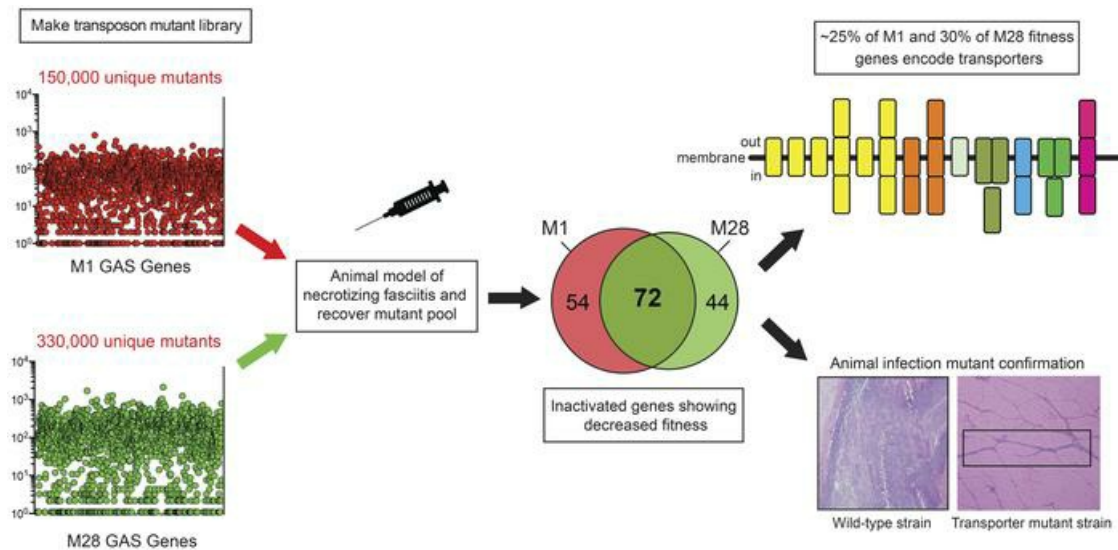 Make transposon mutant library
150,000 unique mutants
10⁴
10³
10²
10¹
10⁰
M1 GAS Genes
330,000 unique mutants
10⁴
10³
10²
10¹
10⁰
M28 GAS Genes
Animal model of
necrotizing fasciitis and
recover mutant pool
M1
M28
54
72
44
Inactivated genes showing
decreased fitness
~25% of M1 and 30% of M28 fitness
genes encode transporters
out
membrane
in
Animal infection mutant confirmation
Wild-type strain
Transporter mutant strain